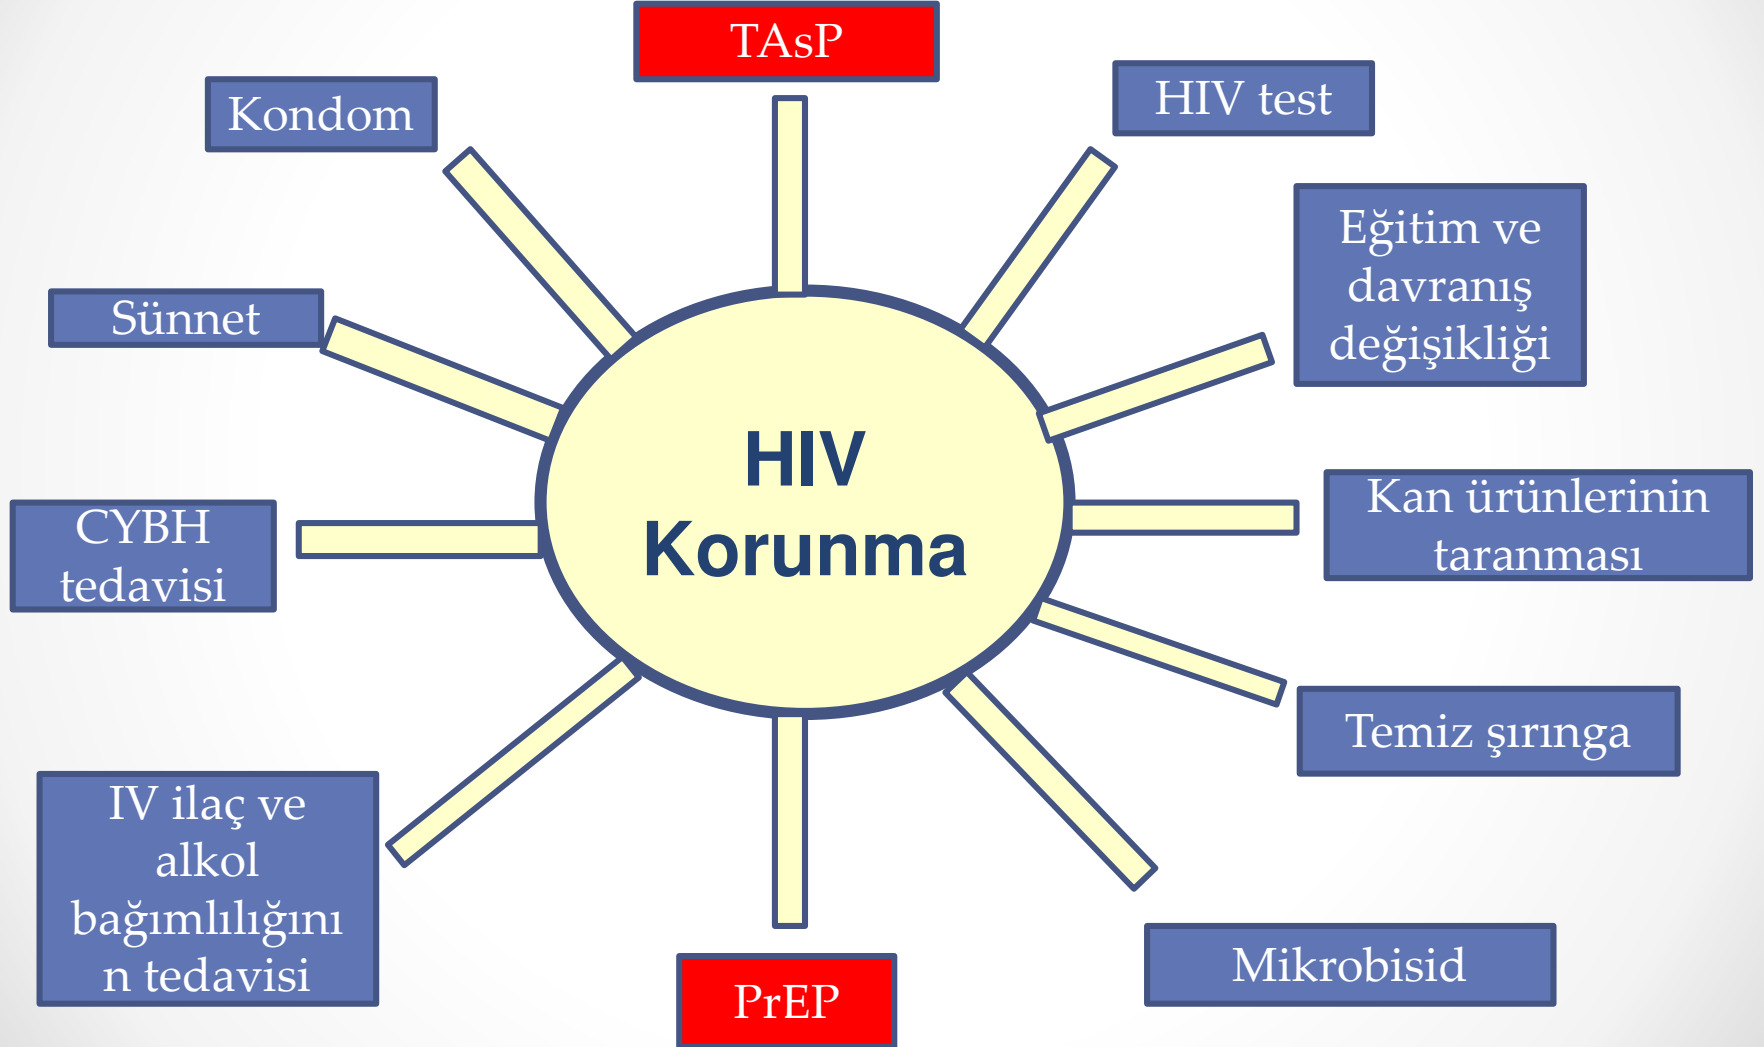 TAsP
Kondom
HIV test
Eğitim ve
davranış
değişikliği
Sünnet
HIV
Korunma
CYBH
tedavisi
Kan ürünlerinin
taranması
Temiz şırınga
IV ilaç ve
alkol
bağımlılığını
n tedavisi
Mikrobisid
PrEP